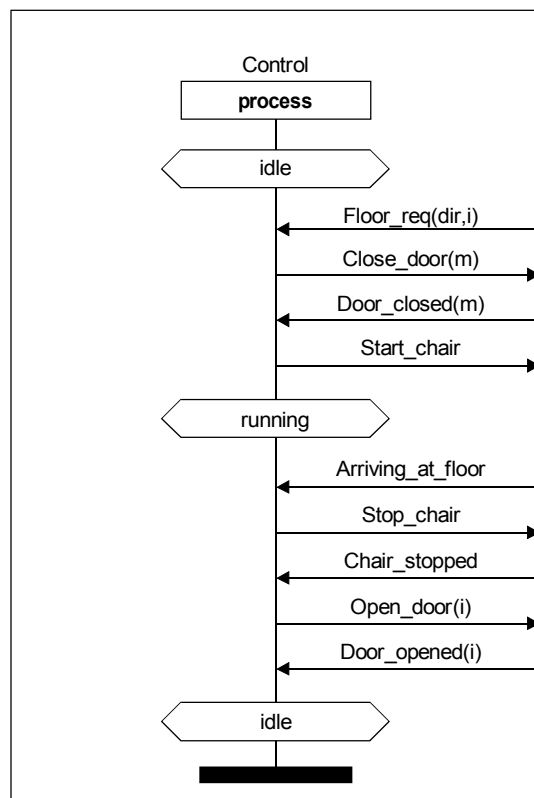 Control
process
idle
Floor_req(dir,i)
Close_door(m)
Door_closed(m)
Start_chair
running
Arriving_at_floor
Stop_chair
Chair_stopped
Open_door(i)
Door_opened(i)
idle